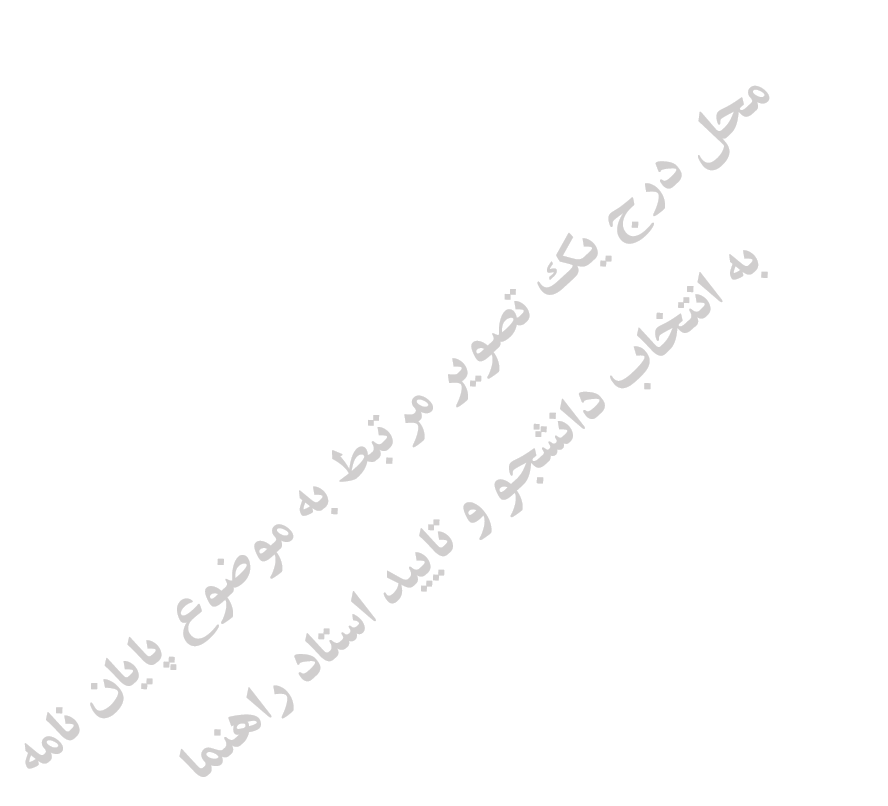 محل درج یک تصویر مرتبط به موضوع پایان نامه
به انتخاب دانشجو و تایید استاد راهنما